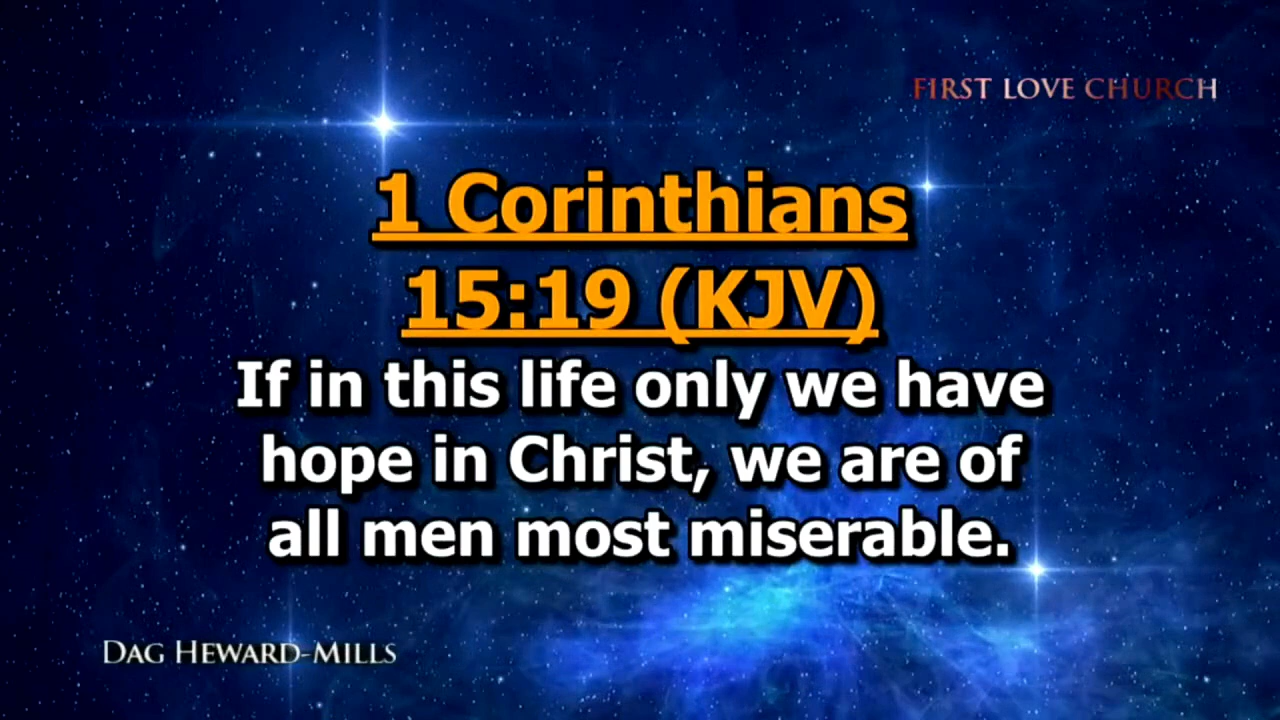 FIRST LOVE CHURCH
1 Corinthians
15:19 (KJV)
If in this life only we have
hope in Christ, we are of
all men most miserable.
DAG HEWARD-MILLS